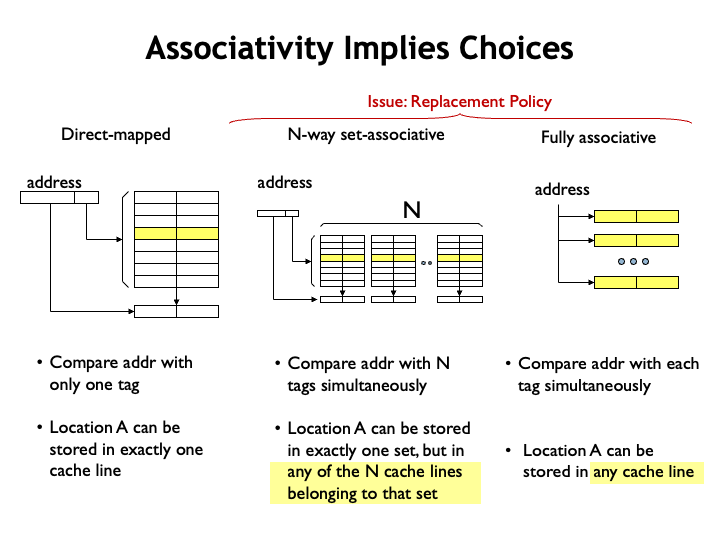 Associativity Implies Choices
Issue: Replacement Policy
Direct-mapped
N-way set-associative
Fully associative
address
address
address
N
• Compare addr with
only one tag
• Location A can be
stored in exactly one
cache line
• Compare addr with N
tags simultaneously
• Location A can be stored
in exactly one set, but in
any of the N cache lines
belonging to that set
• Compare addr with each
tag simultaneously
• Location A can be
stored in any cache line